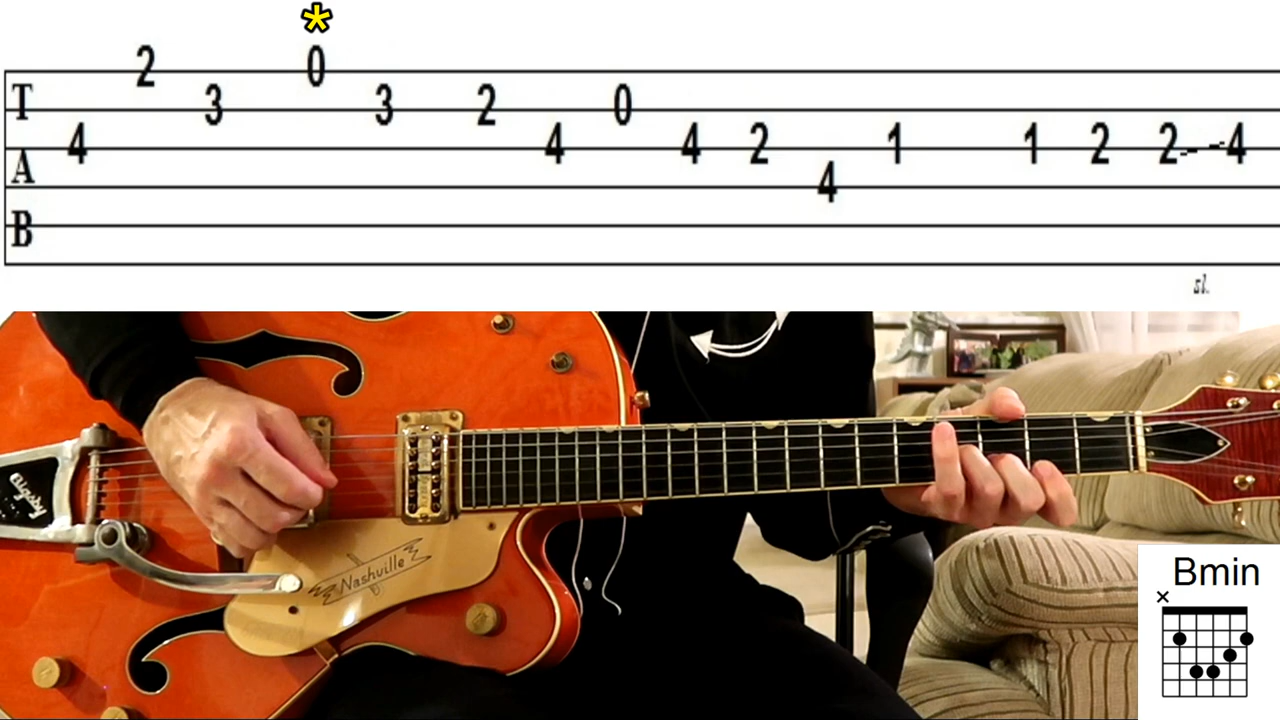 *
2 0
T 3 3 2 0
4 4 4 2 1 1 2 2 4
A 4
B
sl.
Bigsby
Nashville
Bmin
×